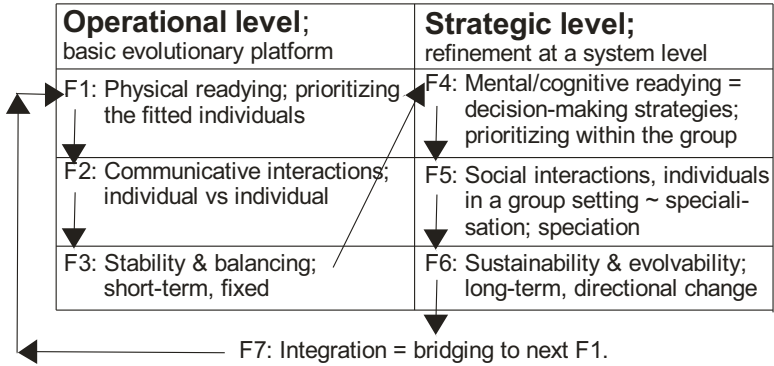 Operational level;
basic evolutionary platform
Strategic level;
refinement at a system level
F1: Physical readying; prioritizing
the fitted individuals
F4: Mental/cognitive readying =
decision-making strategies;
prioritizing within the group
F2: Communicative interactions;
individual vs individual
F5: Social interactions, individuals
in a group setting ~ speciali-
sation; speciation
F3: Stability & balancing;
short-term, fixed
F6: Sustainability & evolvability;
long-term, directional change
F7: Integration = bridging to next F1.